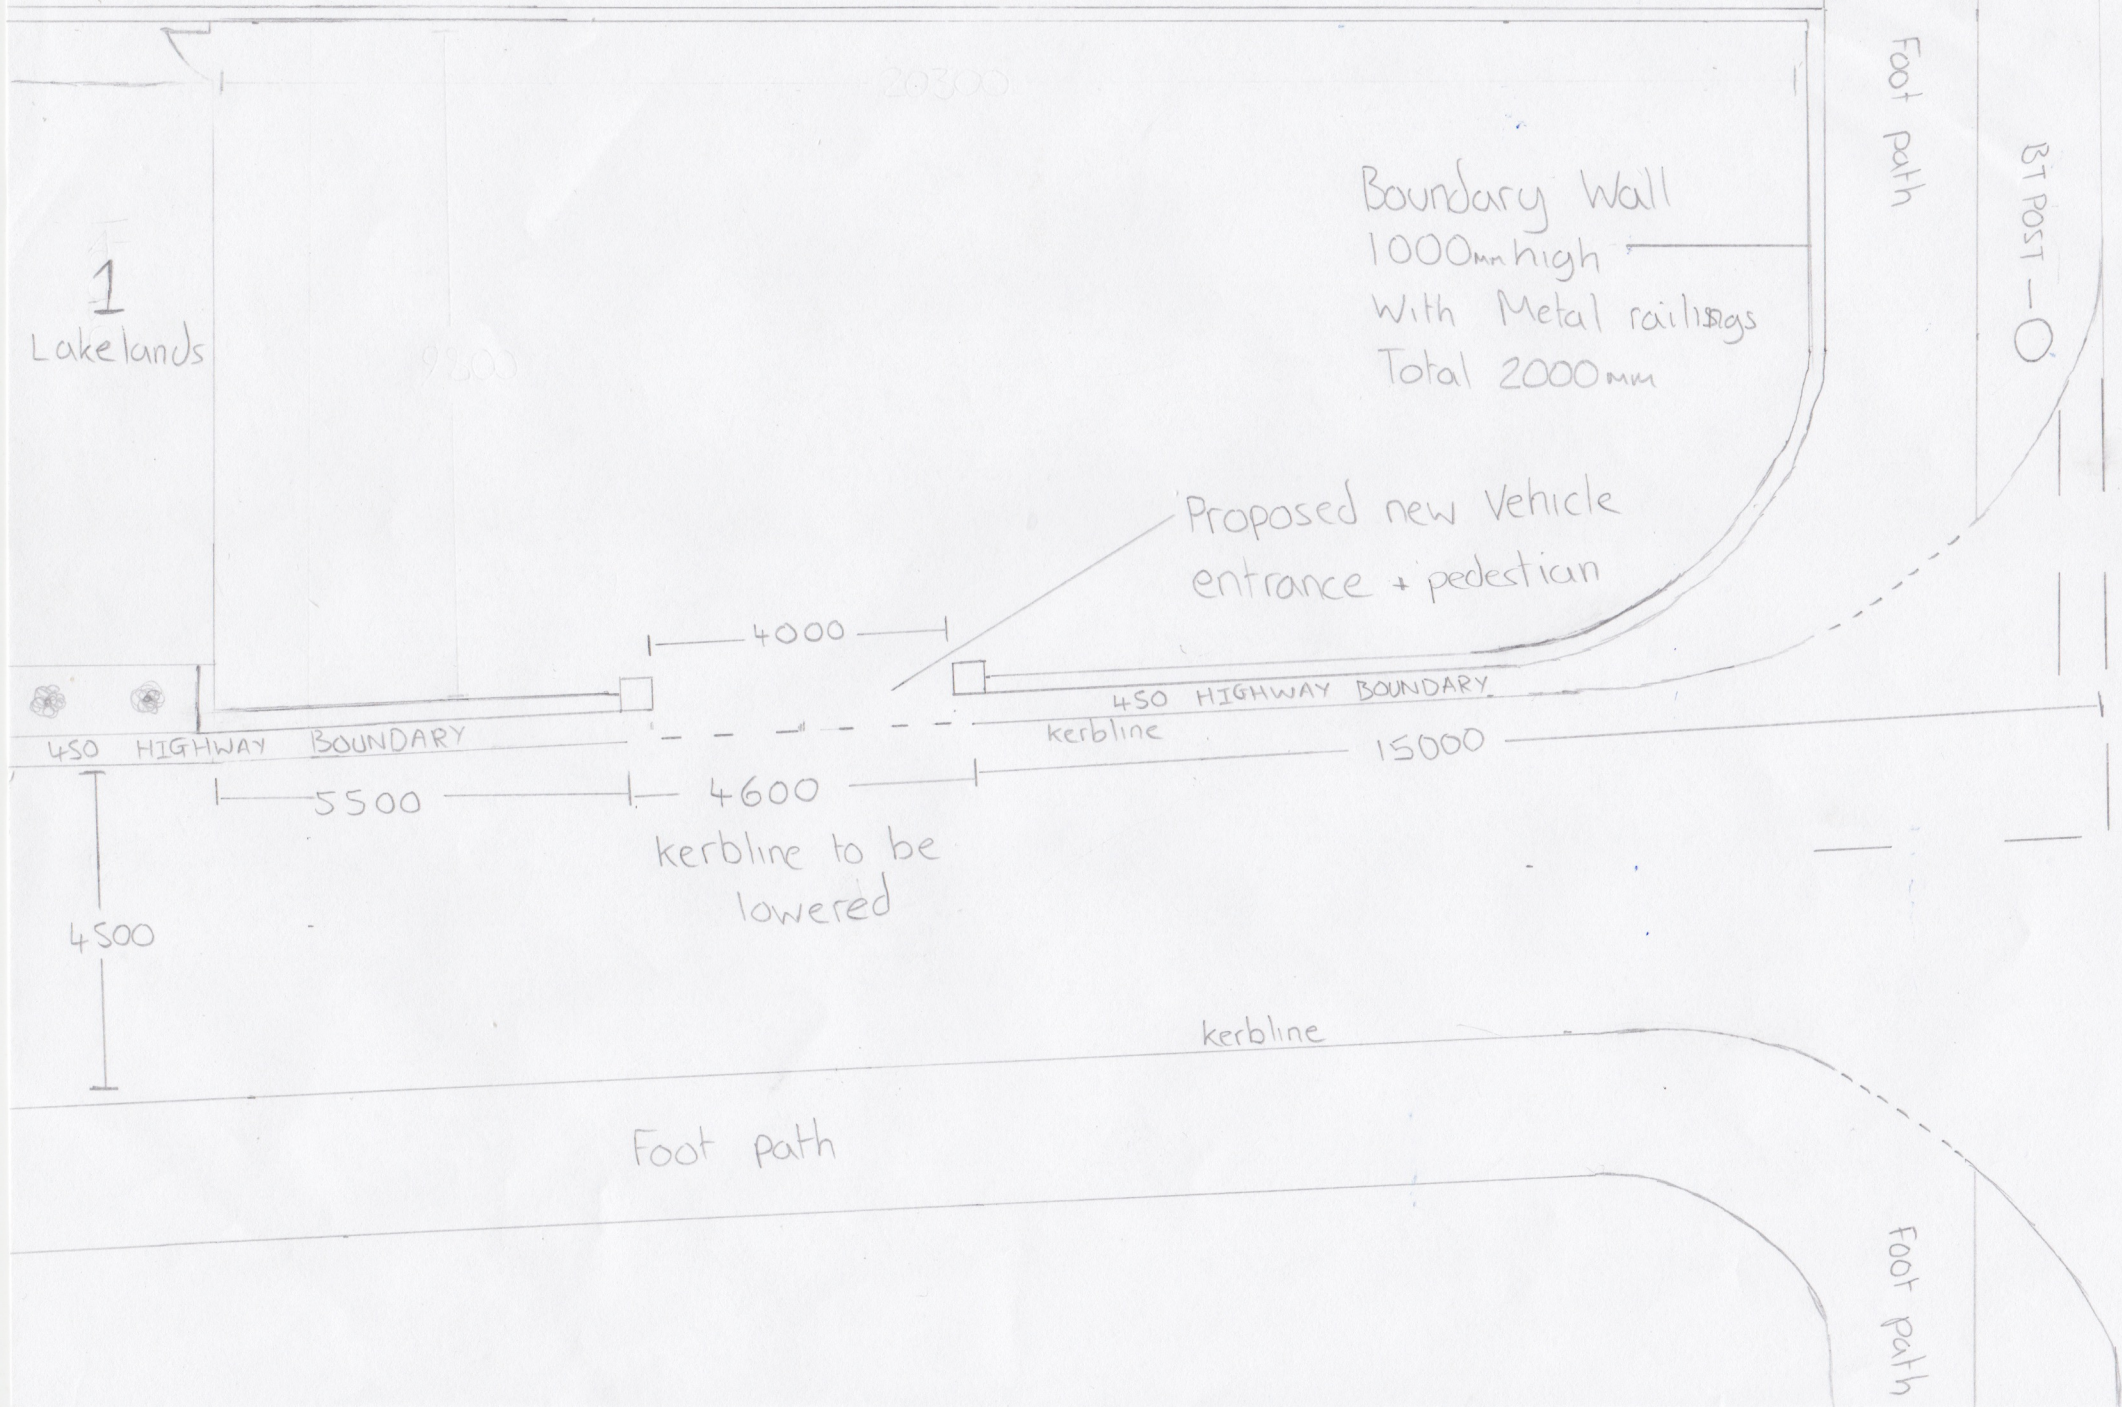 20300
Foot path
BT POST
Boundary Wall
1000mm high
With Metal railings
Total 2000mm
1
Lakelands
9200
Proposed new Vehicle
entrance + pedestian
4000
450 HIGHWAY BOUNDARY
kerbline
450 HIGHWAY BOUNDARY
15000
5500
4600
kerbline to be
lowered
4500
kerbline
Foot path
Foot path